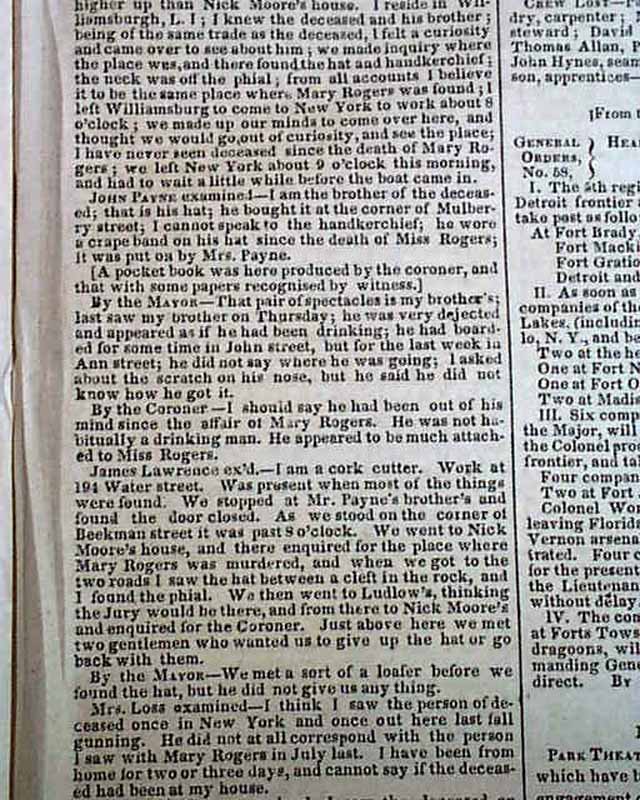 higher up than Nick Moore's house. I reside in Wil-
liamsburgh, L. I; I knew the deceased and his brother;
being of the same trade as the deceased, I felt a curiosity
and came over to see about him; we made inquiry where
the place was, and there found the hat and handkerchief;
the neck was off the phial; from all accounts I believe
it to be the same place where Mary Rogers was found; I
left Williamsburg to come to New York to work about 8
o'clock; we made up our minds to come over here, and
thought we would go, out of curiosity, and see the place;
I have never seen deceased since the death of Mary Ro-
gers; we left New York about 9 o'clock this morning,
and had to wait a little while before the boat came in.
JOHN PAYNE examined—I am the brother of the deceas-
ed; that is his hat; he bought it at the corner of Mulber-
ry street; I cannot speak to the handkerchief; he wore
a crape band on his hat since the death of Miss Rogers;
it was put on by Mrs. Payne.
[A pocket book was here produced by the coroner, and
that with some papers recognised by witness.]
By the MAYOR—That pair of spectacles is my brother's;
last saw my brother on Thursday; he was very dejected
and appeared as if he had been drinking; he had board-
ed for some time in John street, but for the last week in
Ann street; he did not say where he was going; I asked
about the scratch on his nose, but he said he did not
know how he got it.
By the Coroner—I should say he had been out of his
mind since the affair of Mary Rogers. He was not ha-
bitually a drinking man. He appeared to be much attach-
ed to Miss Rogers.
James Lawrence ex'd.—I am a cork cutter. Work at
194 Water street. Was present when most of the things
were found. We stopped at Mr. Payne's brother's and
found the door closed. As we stood on the corner of
Beekman street it was past 8 o'clock. We went to Nick
Moore's house, and there enquired for the place where
Mary Rogers was murdered, and when we got to the
two roads I saw the hat between a cleft in the rock, and
I found the phial. We then went to Ludlow's, thinking
the Jury would be there, and from there to Nick Moore's
and enquired for the Coroner. Just above here we met
two gentlemen who wanted us to give up the hat or go
back with them.
By the MAYOR—We met a sort of a loafer before we
found the hat, but he did not give us any thing.
Mrs. Loss examined—I think I saw the person of de-
ceased once in New York and once out here last fall
gunning. He did not at all correspond with the person
I saw with Mary Rogers in July last. I have been from
home for two or three days, and cannot say if the deceas-
ed had been at my house.
CREW LOST—
dry, carpenter;
steward; David
Thomas Allan,
John Hynes, seam
son, apprentices—
[From t
GENERAL HEA
ORDERS,
No. 58,
I. The 5th regi
Detroit frontier a
take post as follo
At Fort Brady,
Fort Macki
Fort Gratio
Detroit and
II. As soon as
companies of the
Lakes. (includin
lo, N. Y., and be
Two at the he
One at Fort N
One at Fort O
Two at Madis
III. Six comp
the Major, will
the Colonel pro
frontier, and ta
Four compan
Two at Fort
Colonel Wor
leaving Florida
Vernon arsena
trated. Four c
for the present
the Lieutenan
without delay.
IV. The com
at Forts Tows
dragoons, wil
manding Gene
direct. By
PARK THEAT
which have b